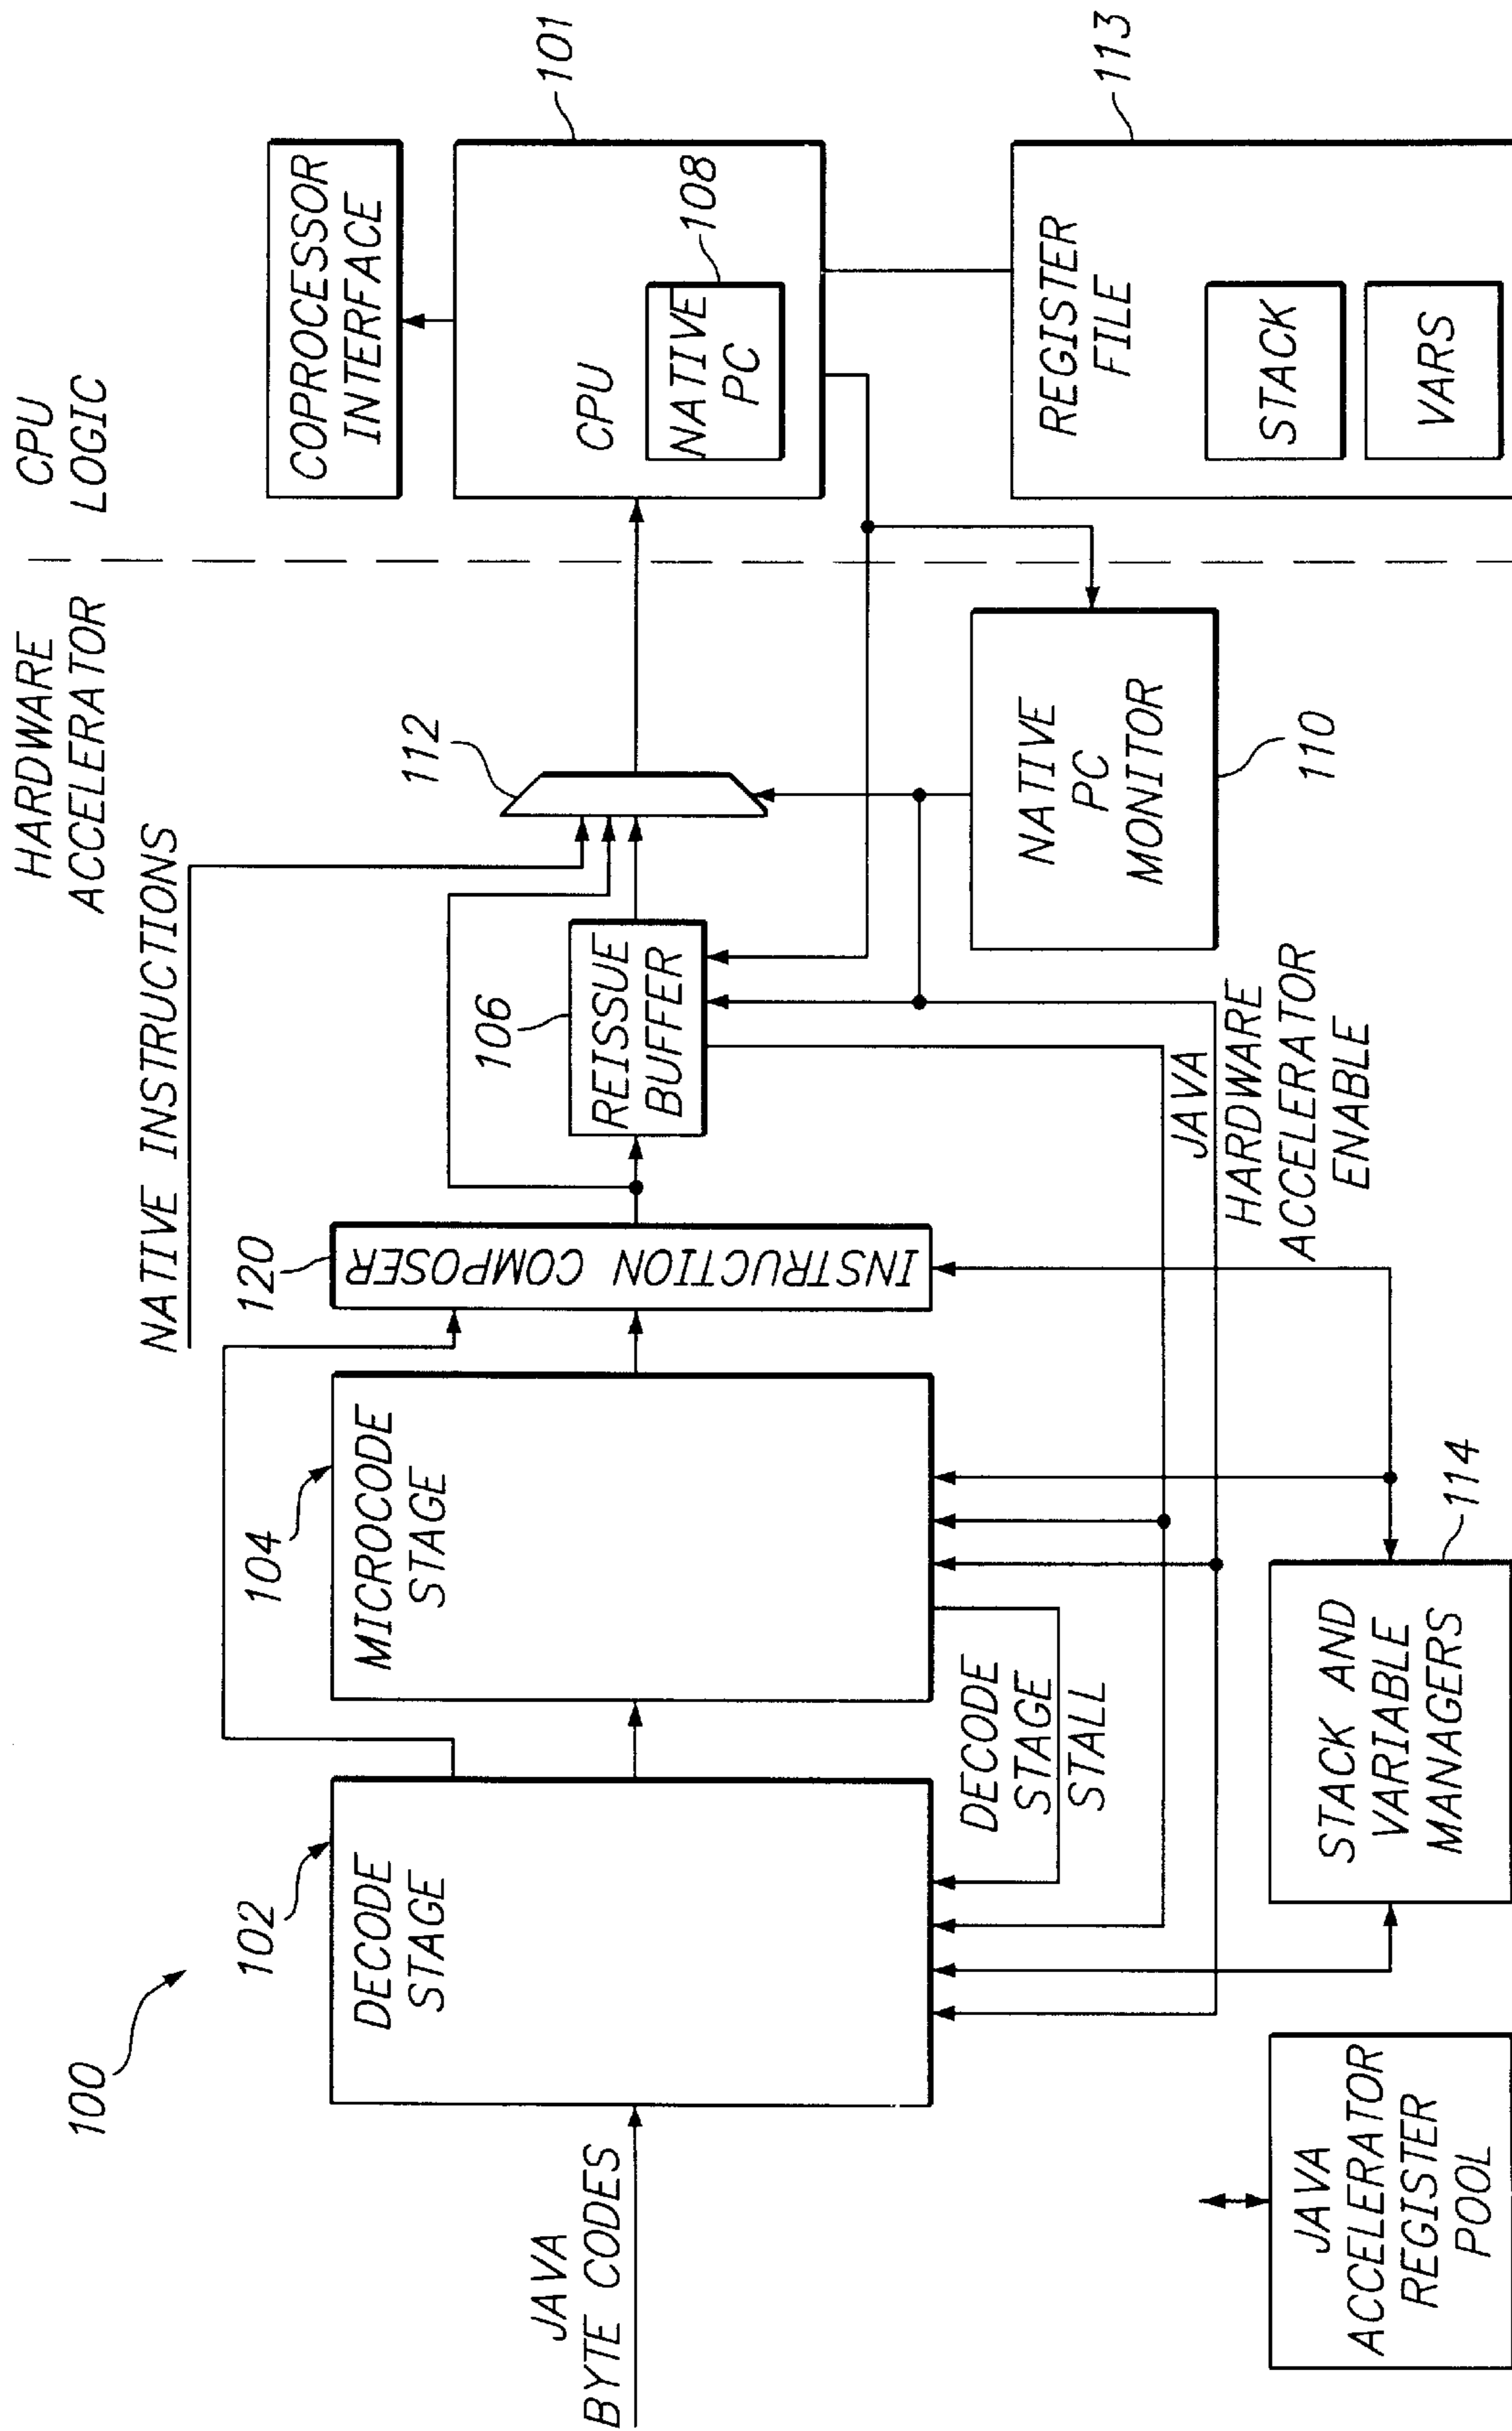 HARDWARE
ACCELERATOR
CPU
LOGIC
100
NATIVE INSTRUCTIONS
102
DECODE
STAGE
104
MICROCODE
STAGE
120
INSTRUCTION COMPOSER
106
REISSUE
BUFFER
112
COPROCESSOR
INTERFACE
101
CPU
NATIVE
PC
108
JAVA
BYTE CODES
DECODE
STAGE
STALL
JAVA
HARDWARE
ACCELERATOR
ENABLE
NATIVE
PC
MONITOR
110
REGISTER
FILE
113
STACK
VARS
JAVA
ACCELERATOR
REGISTER
POOL
STACK AND
VARIABLE
MANAGERS
114